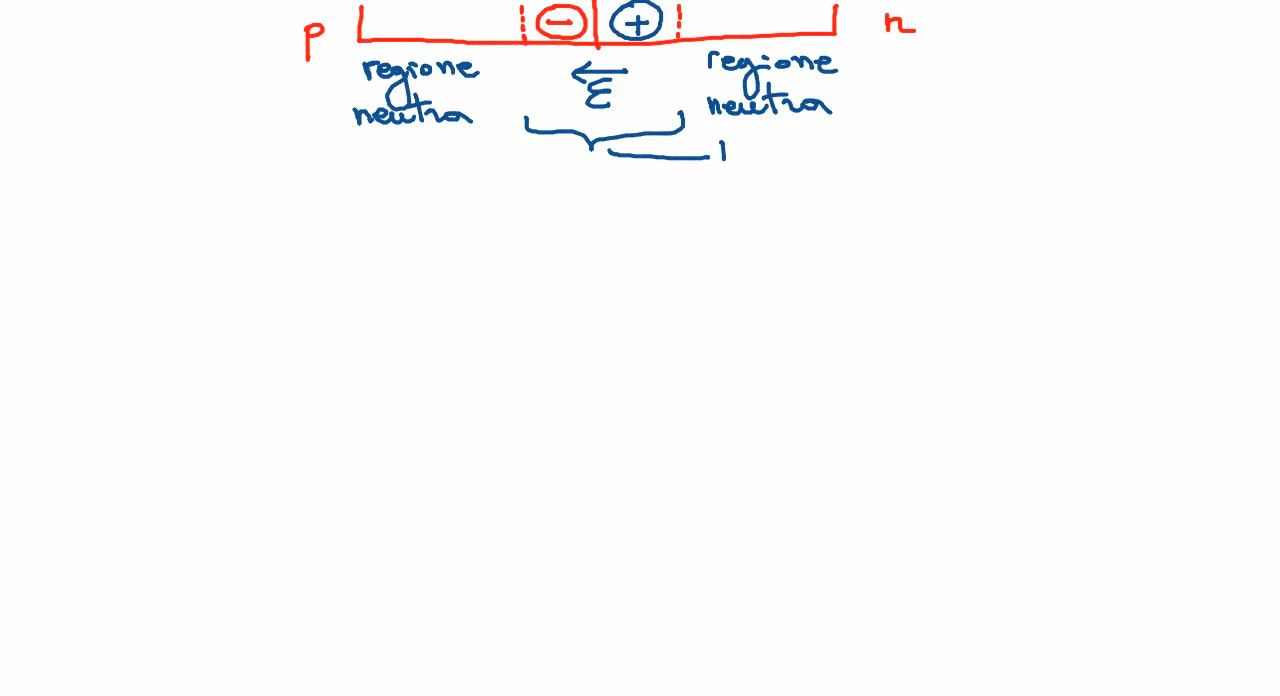 p ⊖ ⊕ n
regione ← regione
neutra ℰ neutra